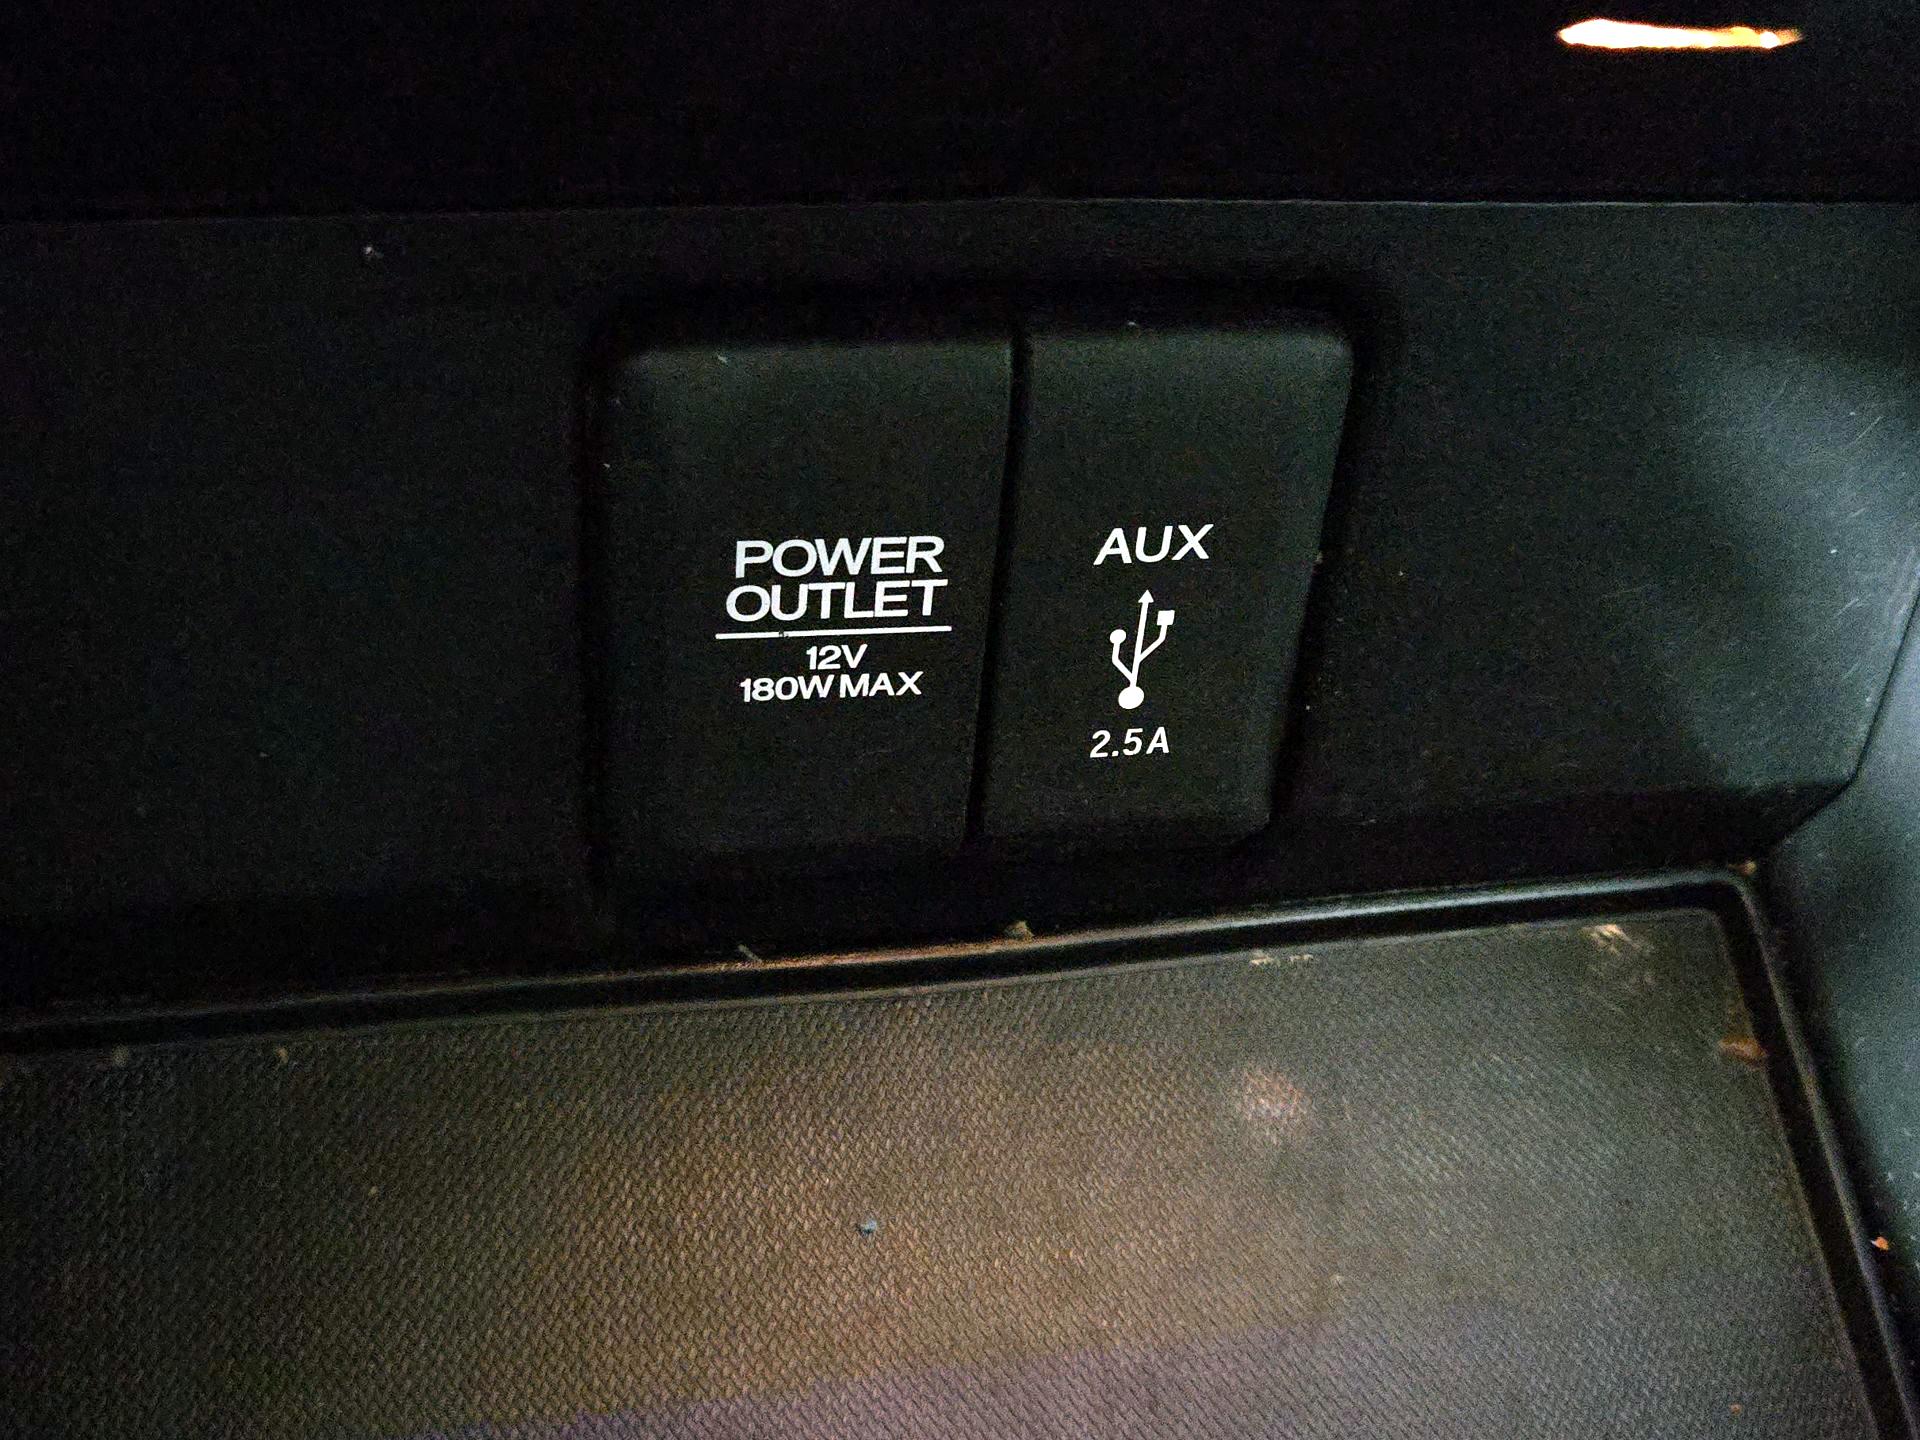 POWER
OUTLET
12V
180W MAX
AUX
2.5A